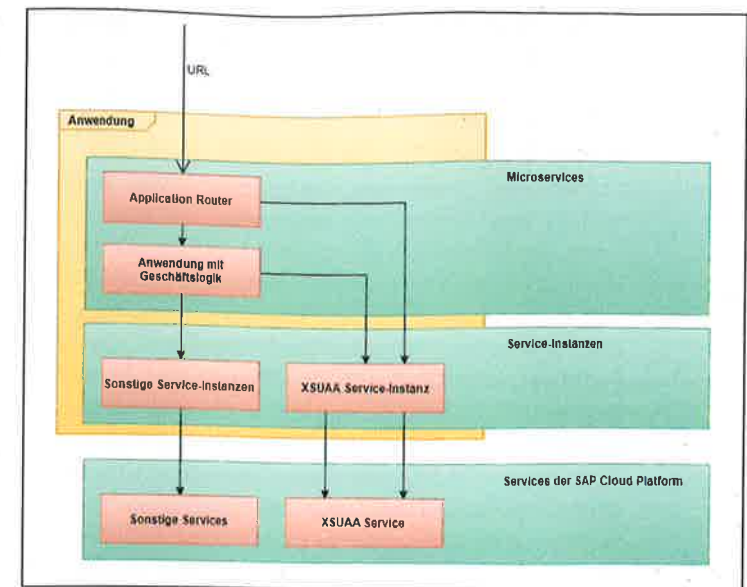 URL
Anwendung
Microservices
Application Router
Anwendung mit
Geschäftslogik
Service-Instanzen
Sonstige Service-Instanzen
XSUAA Service-Instanz
Services der SAP Cloud Platform
Sonstige Services
XSUAA Service